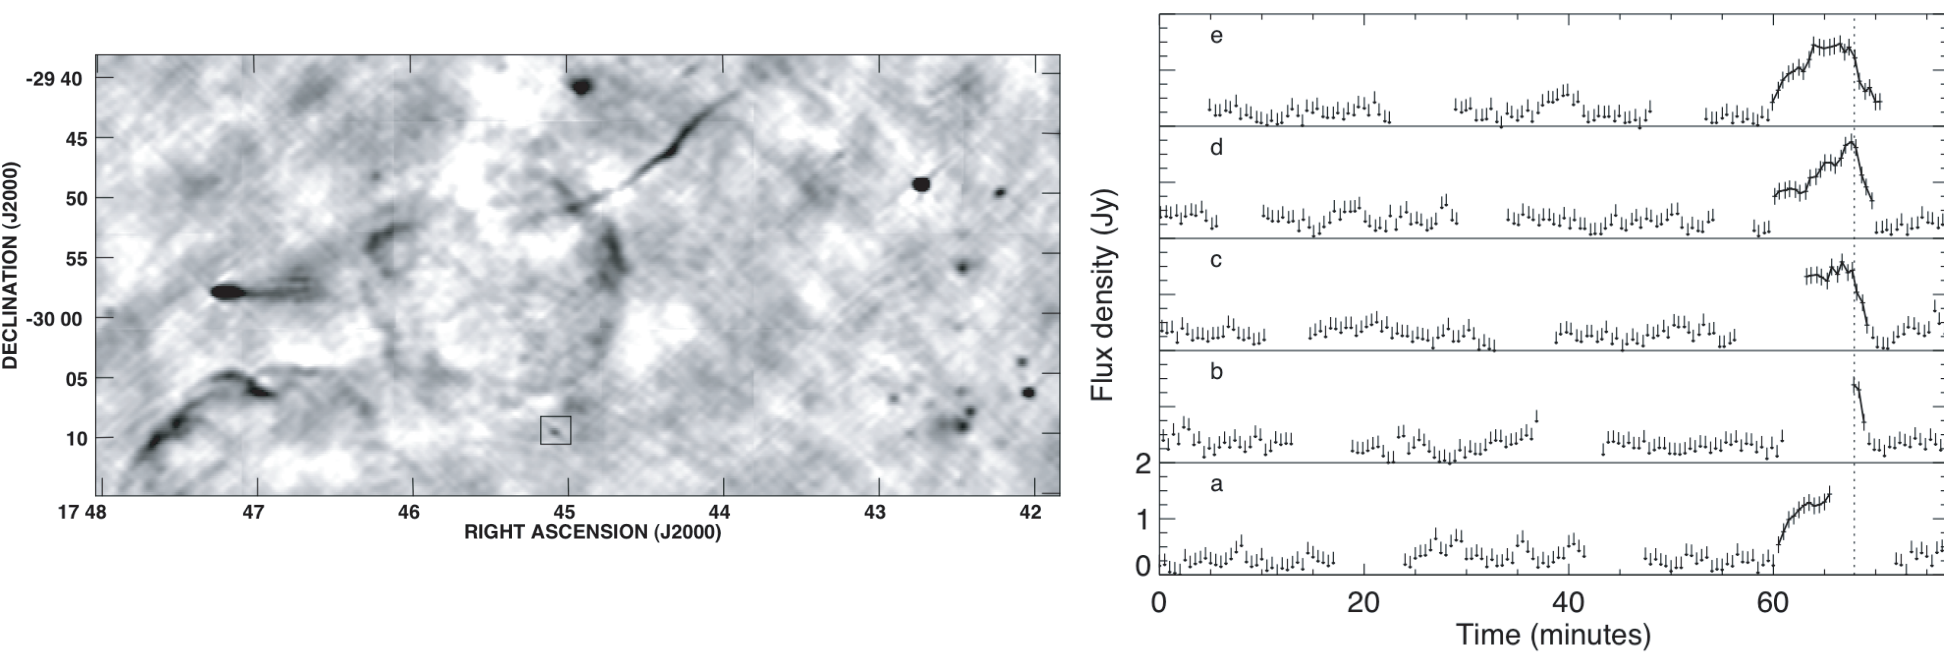 -29 40
45
50
55
-30 00
05
10
DECLINATION (J2000)
17 48
47
46
45
44
43
42
RIGHT ASCENSION (J2000)
e
d
c
b
a
2
1
0
Flux density (Jy)
0
20
40
60
Time (minutes)